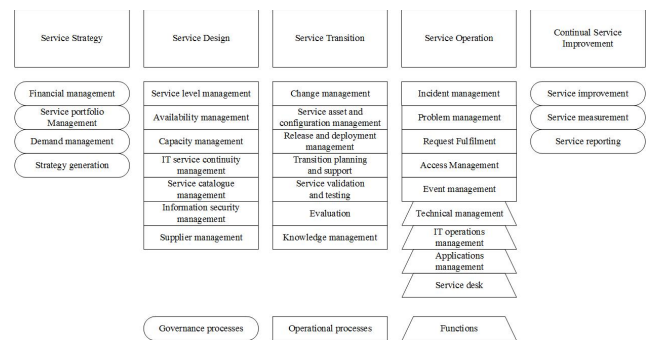 Service Strategy
Service Design
Service Transition
Service Operation
Continual Service
Improvement
Financial management
Service portfolio
Management
Demand management
Strategy generation
Service level management
Availability management
Capacity management
IT service continuity
management
Service catalogue
management
Information security
management
Supplier management
Change management
Service asset and
configuration management
Release and deployment
management
Transition planning
and support
Service validation
and testing
Evaluation
Knowledge management
Incident management
Problem management
Request Fulfilment
Access Management
Event management
Technical management
IT operations
management
Applications
management
Service desk
Service improvement
Service measurement
Service reporting
Governance processes
Operational processes
Functions